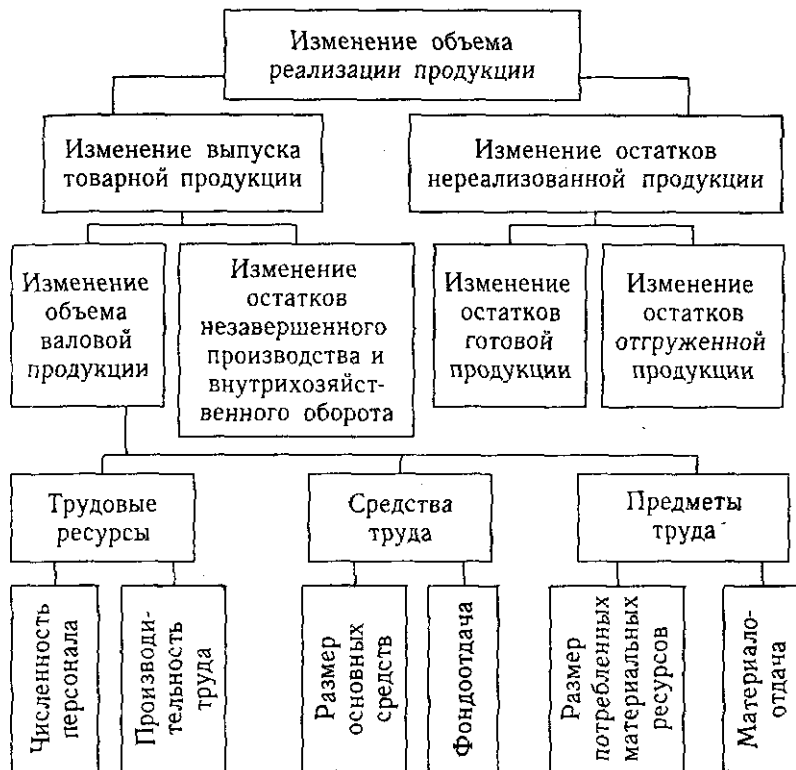 Изменение объема
реализации продукции
Изменение выпуска
товарной продукции
Изменение остатков
нереализованной продукции
Изменение
объема
валовой
продукции
Изменение
остатков
незавершенного
производства и
внутрихозяйст-
венного оборота
Изменение
остатков
готовой
продукции
Изменение
остатков
отгруженной
продукции
Трудовые
ресурсы
Средства
труда
Предметы
труда
Численность
персонала
Производи-
тельность
труда
Размер
основных
средств
Фондоотдача
Размер
потребленных
материальных
ресурсов
Материало-
отдача